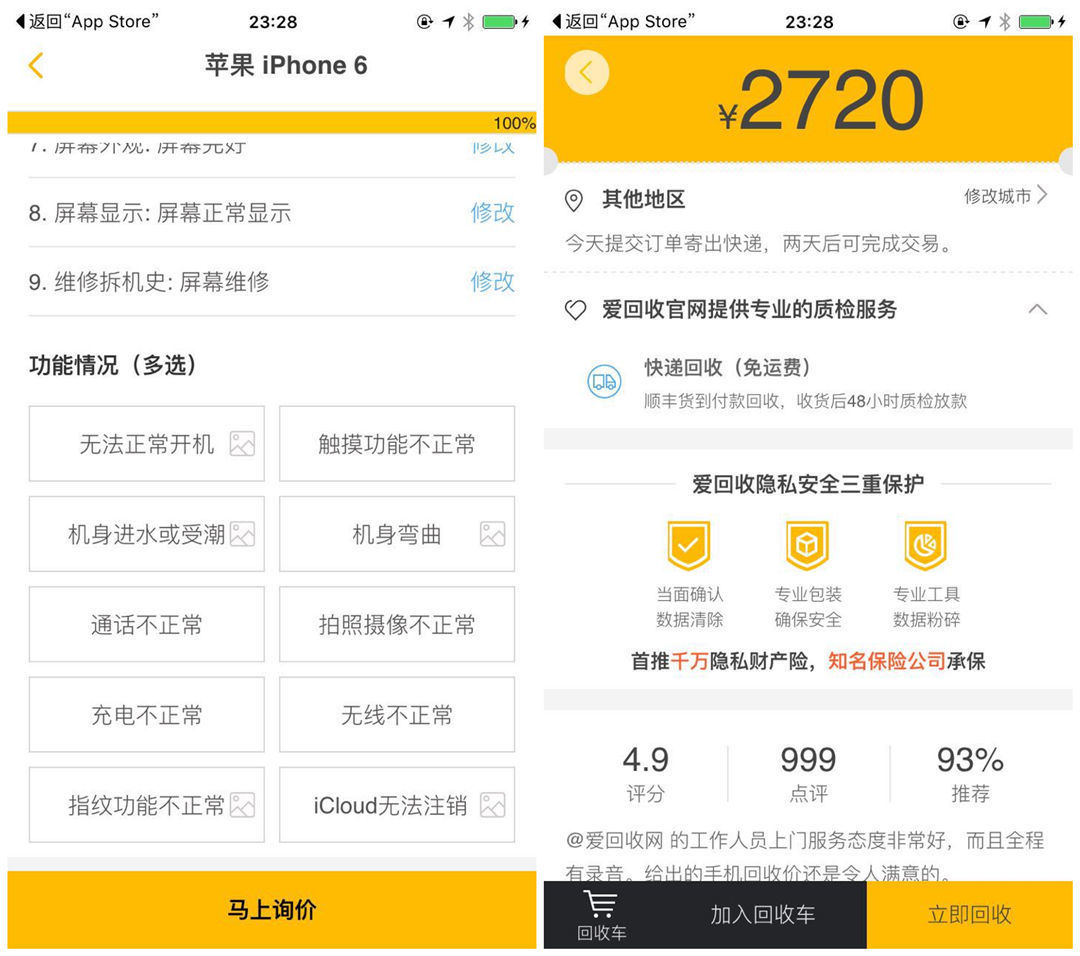 返回“App Store”
23:28
苹果 iPhone 6
100%
7. 屏幕外观: 屏幕完好
修改
8. 屏幕显示: 屏幕正常显示
修改
9. 维修拆机史: 屏幕维修
修改
功能情况（多选）
无法正常开机
触摸功能不正常
机身进水或受潮
机身弯曲
通话不正常
拍照摄像不正常
充电不正常
无线不正常
指纹功能不正常
iCloud无法注销
马上询价
返回“App Store”
23:28
¥2720
其他地区
修改城市
今天提交订单寄出快递，两天后可完成交易。
爱回收官网提供专业的质检服务
快递回收（免运费）
顺丰货到付款回收，收货后48小时质检放款
爱回收隐私安全三重保护
当面确认
数据清除
专业包装
确保安全
专业工具
数据粉碎
首推千万隐私财产险，知名保险公司承保
4.9
评分
999
点评
93%
推荐
@爱回收网 的工作人员上门服务态度非常好，而且全程
有录音。给出的手机回收价还是令人满意的。
回收车
加入回收车
立即回收